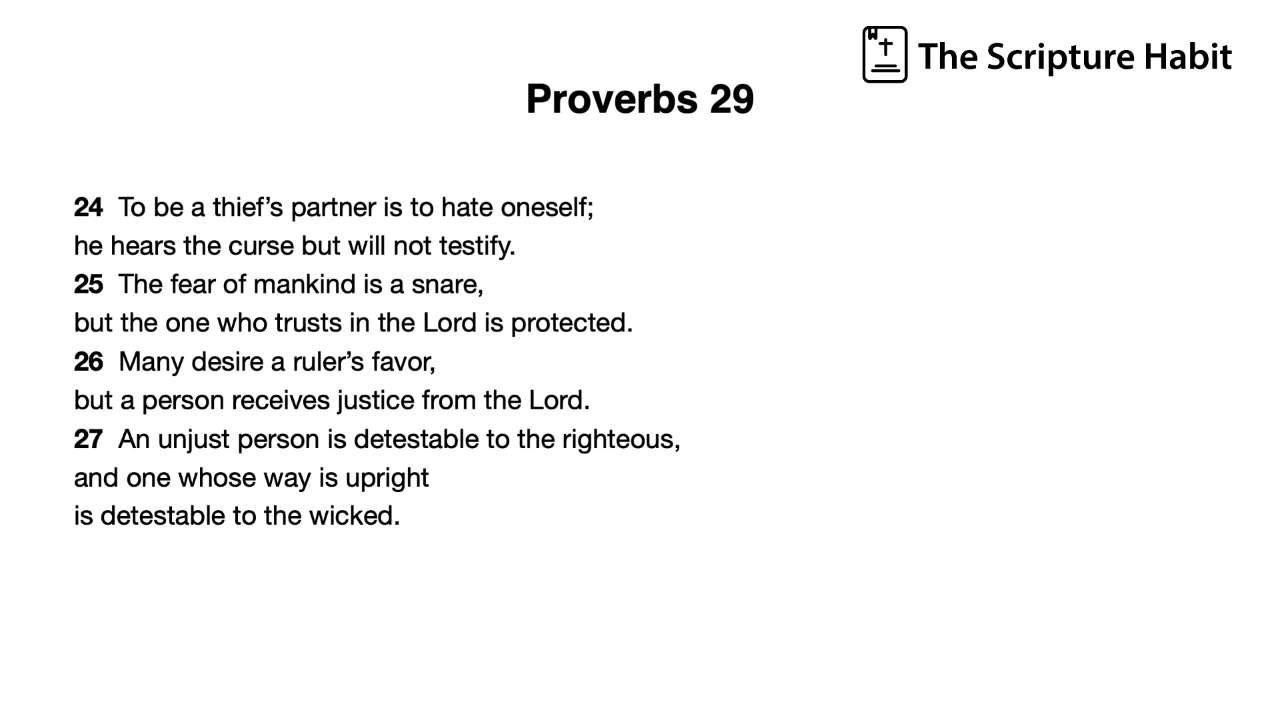 The Scripture Habit
Proverbs 29
24 To be a thief’s partner is to hate oneself;
he hears the curse but will not testify.
25 The fear of mankind is a snare,
but the one who trusts in the Lord is protected.
26 Many desire a ruler’s favor,
but a person receives justice from the Lord.
27 An unjust person is detestable to the righteous,
and one whose way is upright
is detestable to the wicked.